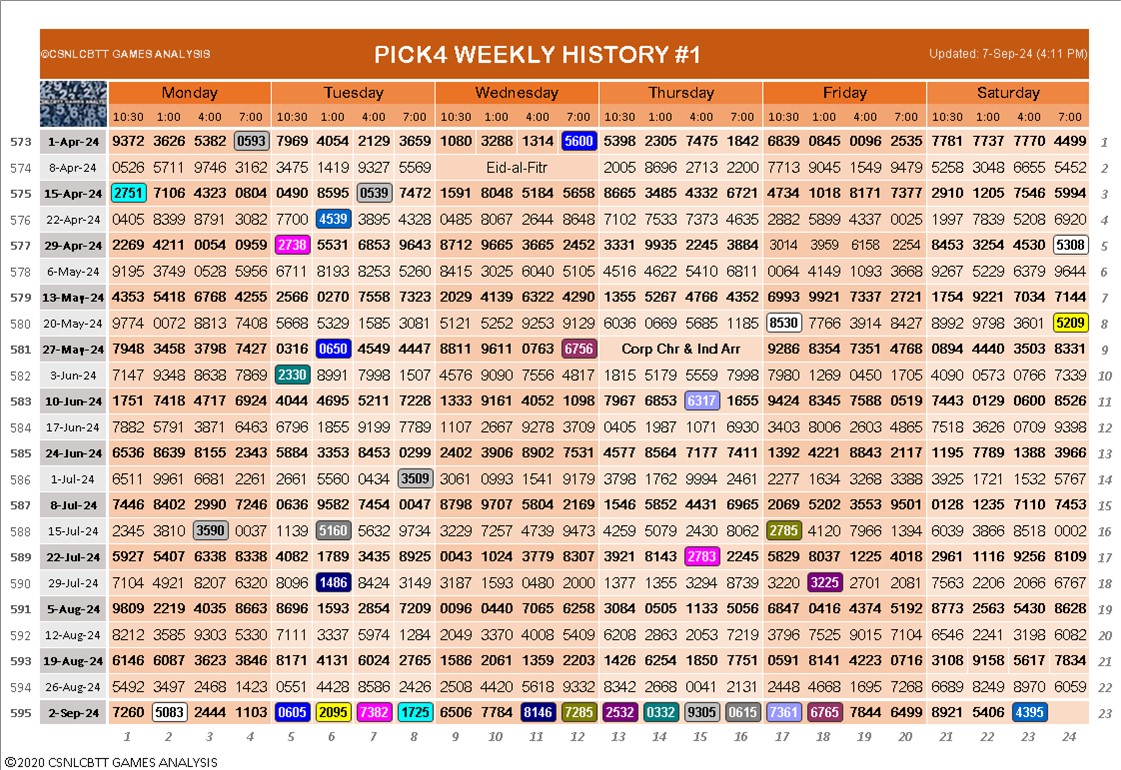 ©CSNLCBTT GAMES ANALYSIS PICK4 WEEKLY HISTORY #1 Updated: 7-Sep-24 (4:11 PM)
Monday Tuesday Wednesday Thursday Friday Saturday
10:30 1:00 4:00 7:00 10:30 1:00 4:00 7:00 10:30 1:00 4:00 7:00 10:30 1:00 4:00 7:00 10:30 1:00 4:00 7:00 10:30 1:00 4:00 7:00
573 1-Apr-24 9372 3626 5382 0593 7969 4054 2129 3659 1080 3288 1314 5600 5398 2305 7475 1842 6839 0845 0096 2535 7781 7737 7770 4499 1
574 8-Apr-24 0526 5711 9746 3162 3475 1419 9327 5569 Eid-al-Fitr 2005 8696 2713 2200 7713 9045 1549 9479 5258 3048 6655 5452 2
575 15-Apr-24 2751 7106 4323 0804 0490 8595 0539 7472 1591 8048 5184 5658 8665 3485 4332 6721 4734 1018 8171 7377 2910 1205 7546 5994 3
576 22-Apr-24 0405 8399 8791 3082 7700 4539 3895 4328 0485 8067 2644 8648 7102 7533 7373 4635 2882 5899 4337 0025 1997 7839 5208 6920 4
577 29-Apr-24 2269 4211 0054 0959 2738 5531 6853 9643 8712 9665 3665 2452 3331 9935 2245 3884 3014 3959 6158 2254 8453 3254 4530 5308 5
578 6-May-24 9195 3749 0528 5956 6711 8193 8253 5260 8415 3025 6040 5105 4516 4622 5410 6811 0064 4149 1093 3668 9267 5229 6379 9644 6
579 13-May-24 4353 5418 6768 4255 2566 0270 7558 7323 2029 4139 6322 4290 1355 5267 4766 4352 6993 9921 7337 2721 1754 9221 7034 7144 7
580 20-May-24 9774 0072 8813 7408 5668 5329 1585 3081 5121 5252 9253 9129 6036 0669 5685 1185 8530 7766 3914 8427 8992 9798 3601 5209 8
581 27-May-24 7948 3458 3798 7427 0316 0650 4549 4447 8811 9611 0763 6756 Corp Chr & Ind Arr 9286 8354 7351 4768 0894 4440 3503 8331 9
582 3-Jun-24 7147 9348 8638 7869 2330 8991 7998 1507 4576 9090 7556 4817 1815 5179 5559 7998 7980 1269 0450 1705 4090 0573 0766 7339 10
583 10-Jun-24 1751 7418 4717 6924 4044 4695 5211 7228 1333 9161 4052 1098 7967 6853 6317 1655 9424 8345 7588 0519 7443 0129 0600 8526 11
584 17-Jun-24 7882 5791 3871 6463 6796 1855 9199 7789 1107 2667 9278 3709 0405 1987 1071 6930 3403 8006 2603 4865 7518 3626 0709 9398 12
585 24-Jun-24 6536 8639 8155 2343 5884 3353 8453 0299 2402 3906 8902 7531 4577 8564 7177 7411 1392 4221 8843 2117 1195 7789 1388 3966 13
586 1-Jul-24 6511 9961 6681 2261 2661 5560 0434 3509 3061 0993 1541 9179 3798 1762 9994 2461 2277 1634 3268 3388 3925 1721 1532 5767 14
587 8-Jul-24 7446 8402 2990 7246 0636 9582 7454 0047 8798 9707 5804 2169 1546 5852 4431 6965 2069 5202 3553 9501 0128 1235 7110 7453 15
588 15-Jul-24 2345 3810 3590 0037 1139 5160 5632 9734 3229 7257 4739 9473 4259 5079 2430 8062 2785 4120 7966 1394 6039 3866 8518 0002 16
589 22-Jul-24 5927 5407 6338 8338 4082 1789 3435 8925 0043 1024 3779 8307 3921 8143 2783 2245 5829 8037 1225 4018 2961 1116 9256 8109 17
590 29-Jul-24 7104 4921 8207 6320 8096 1486 8424 3149 3187 1593 0480 2000 1377 1355 3294 8739 3220 3225 2701 2081 7563 2206 2066 6767 18
591 5-Aug-24 9809 2219 4035 8663 8696 1593 2854 7209 0096 0440 7065 6258 3084 0505 1133 5056 6847 0416 4374 5192 8773 2563 5430 8628 19
592 12-Aug-24 8212 3585 9303 5330 7111 3337 5974 1284 2049 3370 4008 5409 6208 2863 2053 7219 3796 7525 9015 7104 6546 2241 3198 6082 20
593 19-Aug-24 6146 6087 3623 3846 8171 4131 6024 2765 1586 2061 1359 2203 1426 6254 1850 7751 0591 8141 4223 0716 3108 9158 5617 7834 21
594 26-Aug-24 5492 3497 2468 1423 0551 4428 8586 2426 2508 4420 5618 9332 8342 2668 0041 2131 2448 4668 1695 7268 6689 8249 8970 6059 22
595 2-Sep-24 7260 5083 2444 1103 0605 2095 7382 1725 6506 7784 8146 7285 2532 0332 9305 0615 7361 6765 7844 6499 8921 5406 4395 23
1 2 3 4 5 6 7 8 9 10 11 12 13 14 15 16 17 18 19 20 21 22 23 24
©2020 CSNLCBTT GAMES ANALYSIS